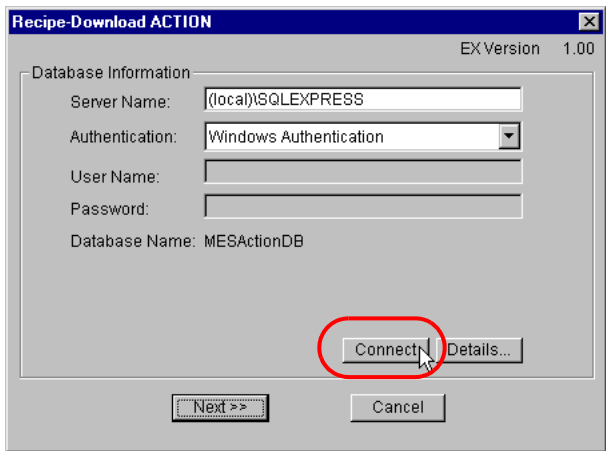 Recipe-Download ACTION
EX Version 1.00
Database Information
Server Name: (local)\SQLEXPRESS
Authentication: Windows Authentication
User Name:
Password:
Database Name: MESActionDB
Connect Details...
Next >> Cancel